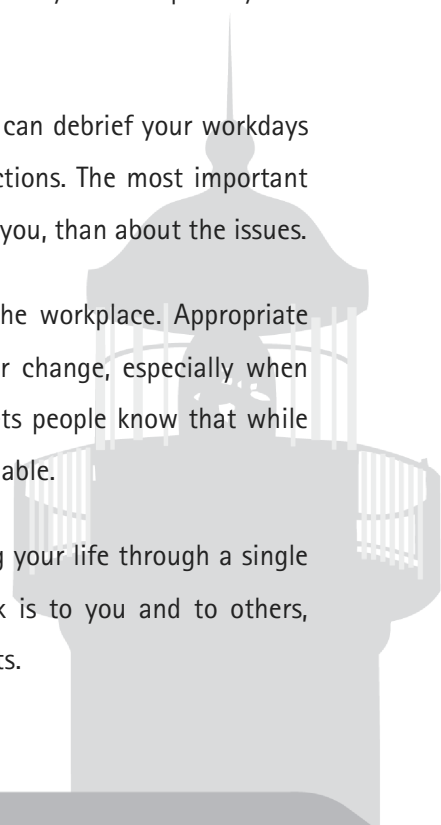 can debrief your workdays
ctions. The most important
you, than about the issues.
he workplace. Appropriate
r change, especially when
ts people know that while
able.
g your life through a single
k is to you and to others,
ts.